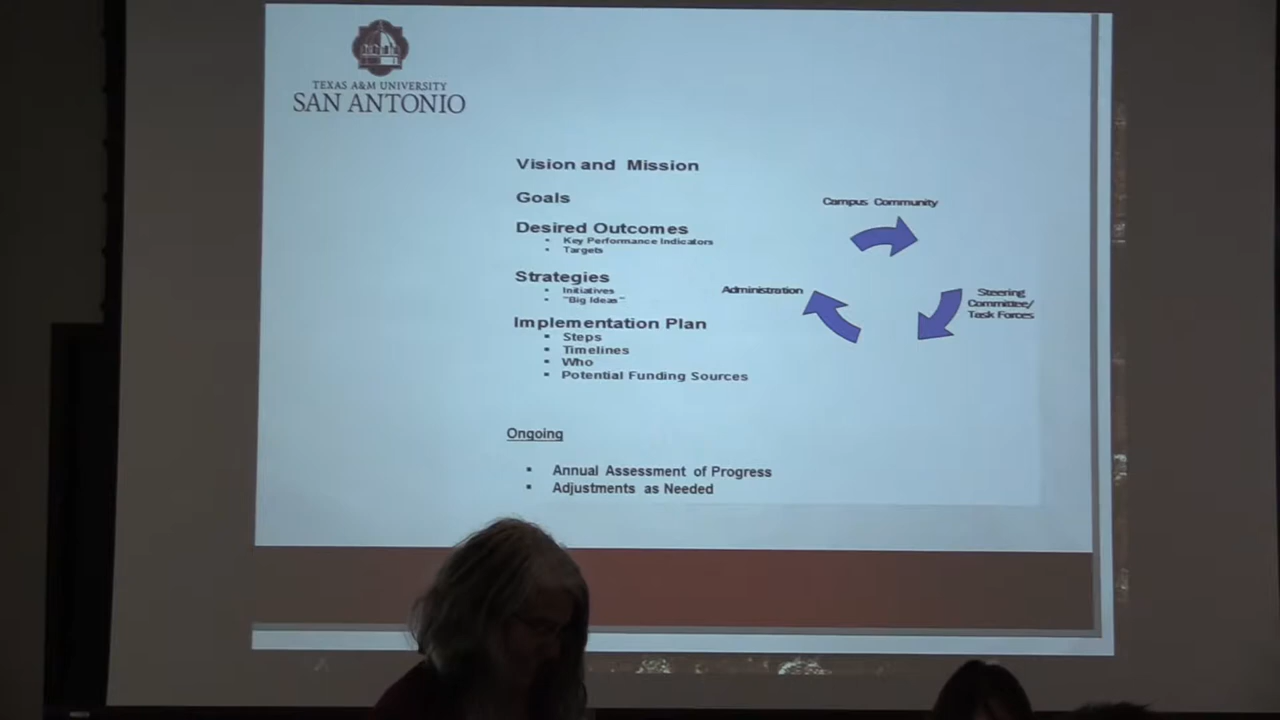 TEXAS A&M UNIVERSITY
SAN ANTONIO
Vision and Mission
Goals
Desired Outcomes
▪ Key Performance Indicators
▪ Targets
Strategies
▪ Initiatives
▪ "Big Ideas"
Implementation Plan
▪ Steps
▪ Timelines
▪ Who
▪ Potential Funding Sources
Campus Community
Administration
Steering
Committee/
Task Forces
Ongoing
▪ Annual Assessment of Progress
▪ Adjustments as Needed